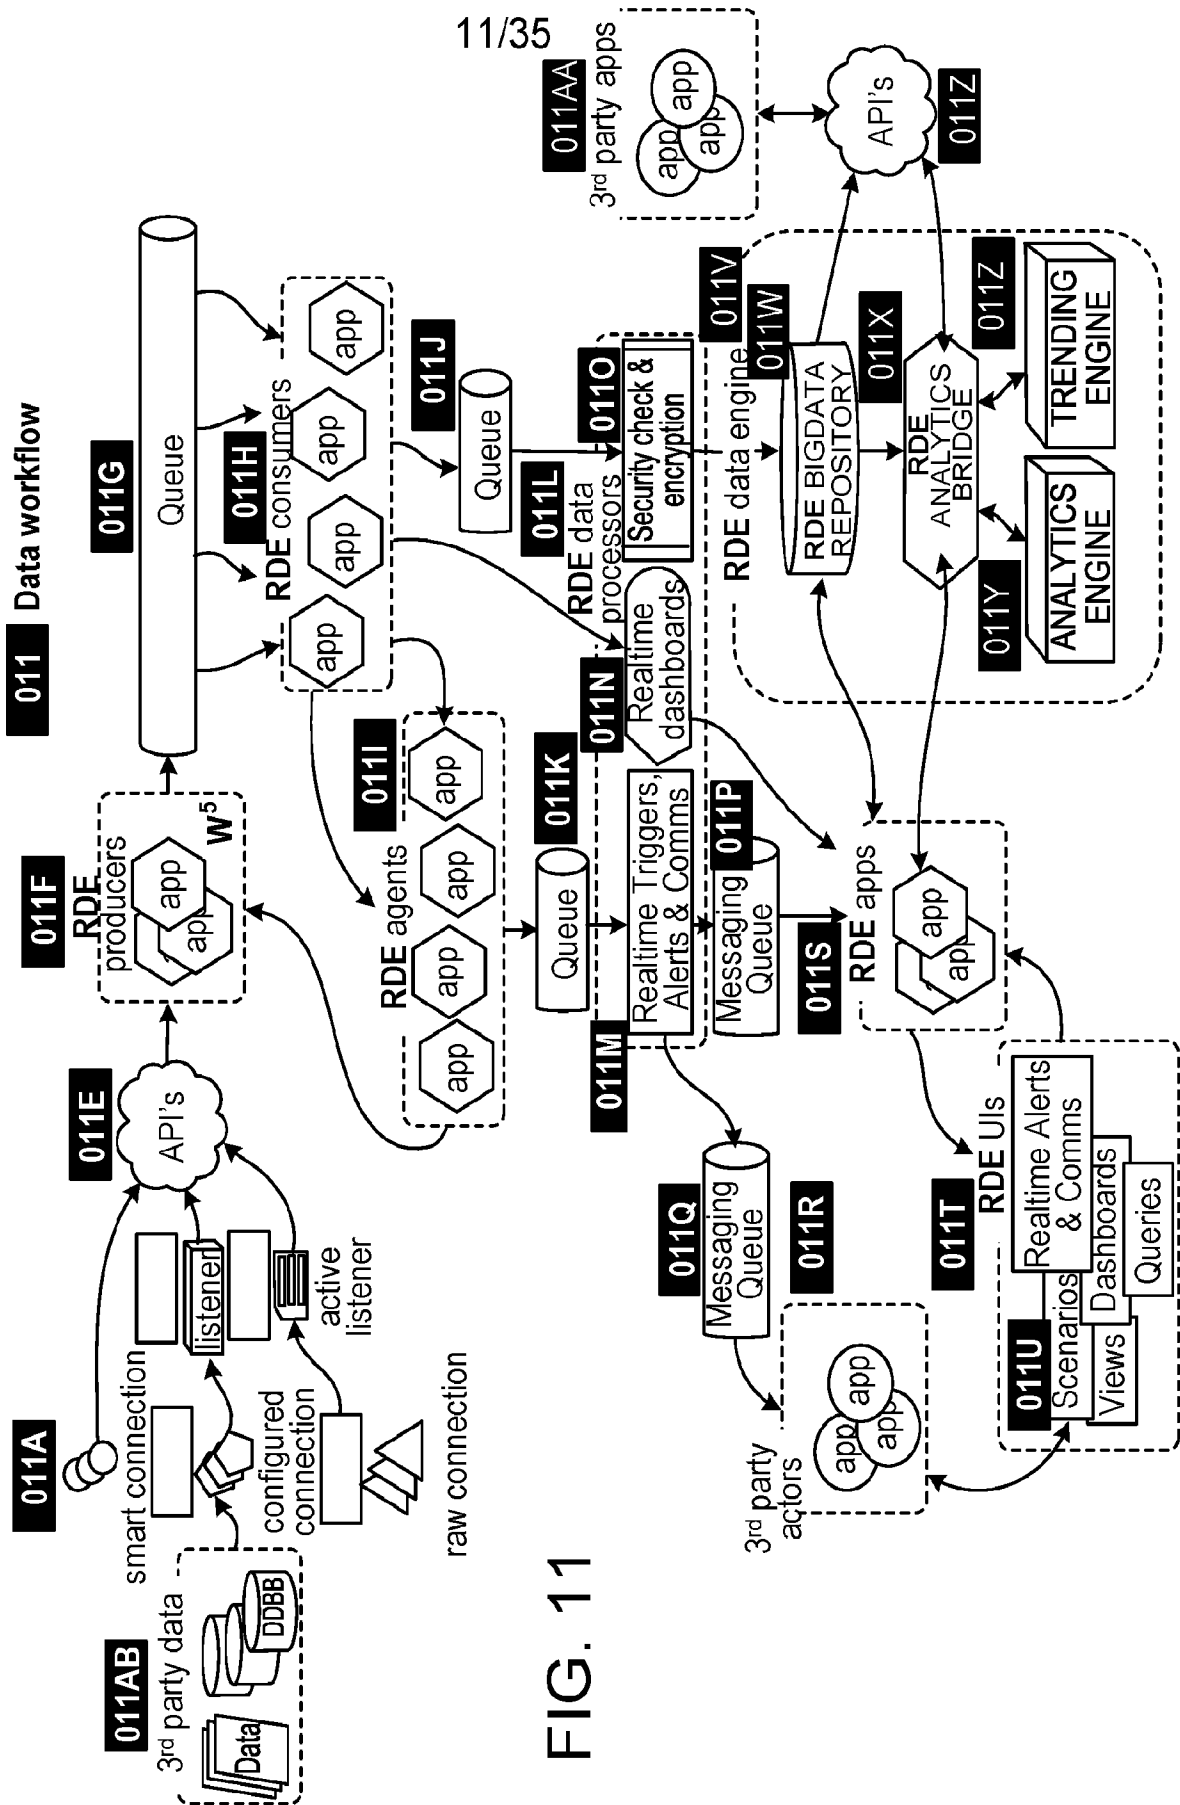 11/35
011 Data workflow
011A
smart connection
listener
configured
connection
active
listener
raw connection
011AB
3rd party data
Data
DDBB
011E
API's
011F
RDE
producers
app
app
W5
011G
Queue
011H
RDE consumers
app
app
app
app
011I
RDE agents
app
app
app
app
011J
Queue
011K
Queue
011L
RDE data
processors
011M
Realtime Triggers,
Alerts & Comms
011N
Realtime
dashboards
011O
Security check &
encryption
011P
Messaging
Queue
011Q
Messaging
Queue
011R
3rd party
actors
app
app
app
011S
RDE apps
app
app
011T
RDE UIs
011U
Realtime Alerts
& Comms
Scenarios
Dashboards
Views
Queries
011V
RDE data engine
011W
RDE BIGDATA
REPOSITORY
011X
RDE
ANALYTICS
BRIDGE
011Y
ANALYTICS
ENGINE
011Z
TRENDING
ENGINE
API's
011Z
011AA
3rd party apps
app
app
app
FIG. 11